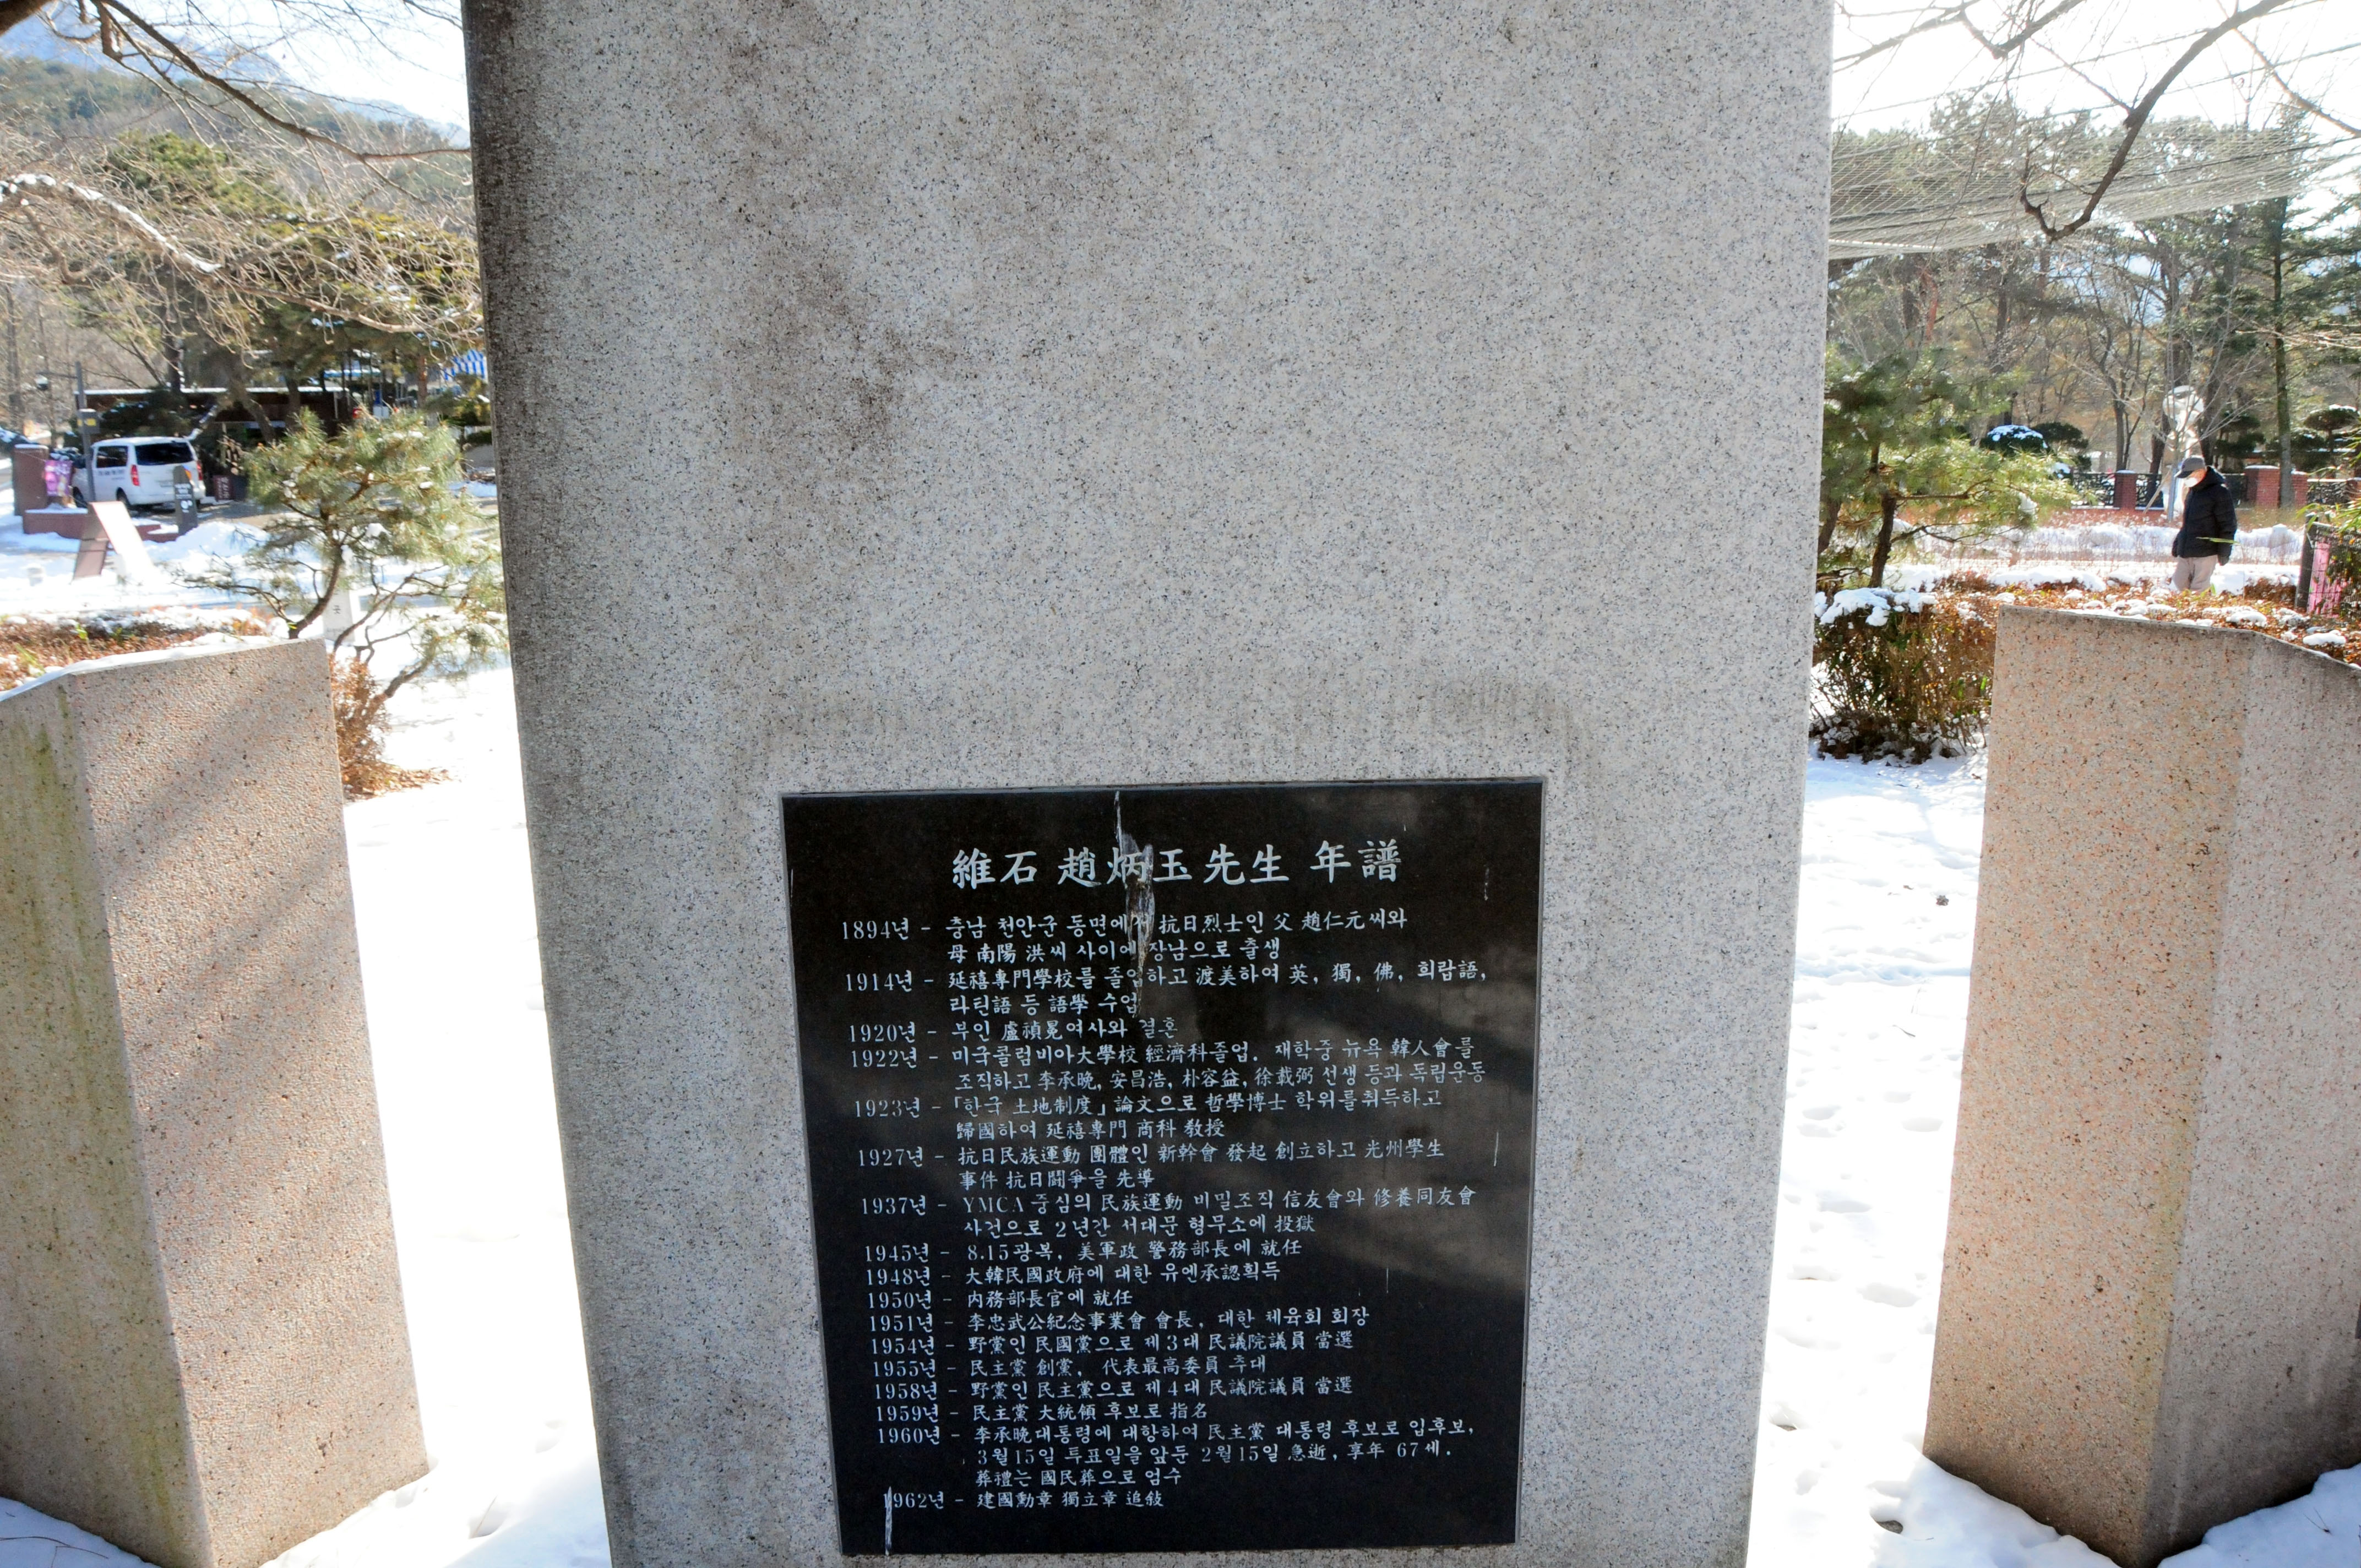 維石 趙炳玉 先生 年譜
1894년 - 충남 천안군 동면에서 抗日烈士인 父 趙仁元씨와
母 南陽 洪씨 사이에 장남으로 출생
1914년 - 延禧專門學校를 졸업하고 渡美하여 英, 獨, 佛, 희랍語,
라틴語 등 語學 수업
1920년 - 부인 盧禎冕여사와 결혼
1922년 - 미국콜럼비아大學校 經濟科졸업. 재학중 뉴욕 韓人會를
조직하고 李承晩, 安昌浩, 朴容益, 徐載弼 선생 등과 독립운동
1923년 - 「한국 土地制度」論文으로 哲學博士 학위를取得하고
歸國하여 延禧專門 商科 敎授
1927년 - 抗日民族運動 團體인 新幹會 發起 創立하고 光州學生
事件 抗日鬪爭을 先導
1937년 - YMCA 중심의 民族運動 비밀조직 信友會와 修養同友會
사건으로 2년간 서대문 형무소에 投獄
1945년 - 8.15광복, 美軍政 警務部長에 就任
1948년 - 大韓民國政府에 대한 유엔承認획득
1950년 - 內務部長官에 就任
1951년 - 李忠武公紀念事業會 會長, 대한 체육회 회장
1954년 - 野黨인 民國黨으로 제3대 民議院議員 當選
1955년 - 民主黨 創黨, 代表最高委員 추대
1958년 - 野黨인 民主黨으로 제4대 民議院議員 當選
1959년 - 民主黨 大統領 후보로 指名
1960년 - 李承晩대통령에 대항하여 民主黨 대통령 후보로 입후보,
3월15일 투표일을앞둔 2월15일 急逝, 享年 67세.
葬禮는 國民葬으로 엄수
1962년 - 建國勳章 獨立章 追敍